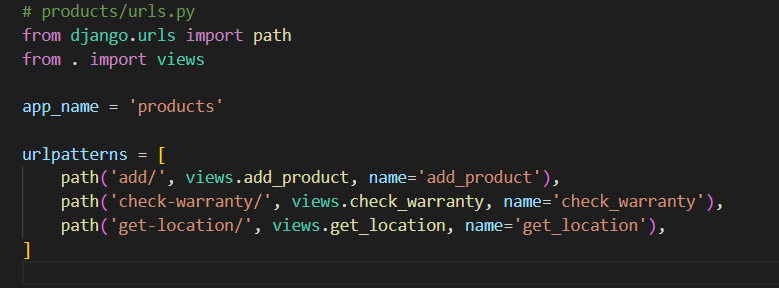 # products/urls.py
from django.urls import path
from . import views
app_name = 'products'
urlpatterns = [
    path('add/', views.add_product, name='add_product'),
    path('check-warranty/', views.check_warranty, name='check_warranty'),
    path('get-location/', views.get_location, name='get_location'),
]